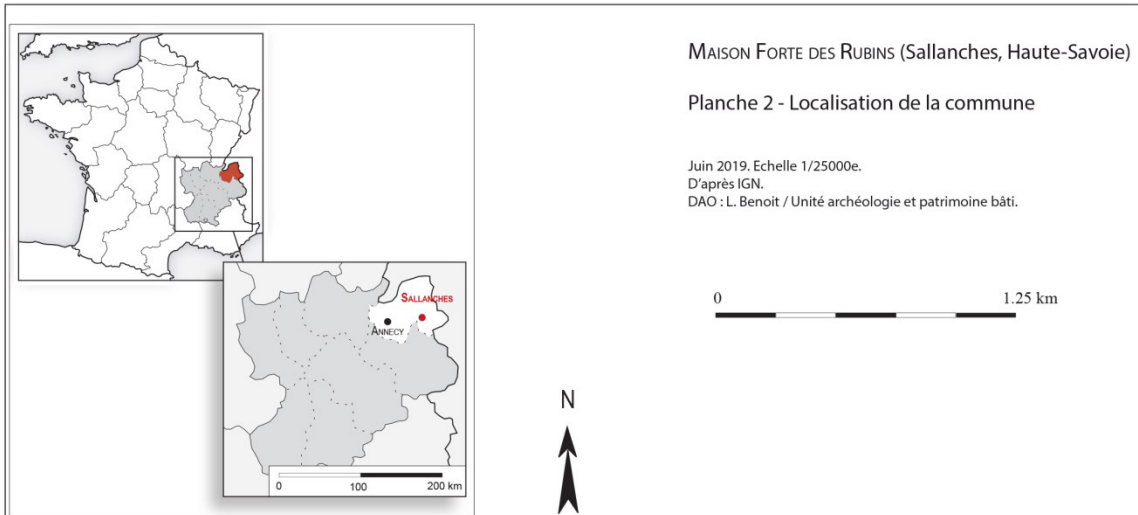 MAISON FORTE DES RUBINS (Sallanches, Haute-Savoie)
Planche 2 - Localisation de la commune
Juin 2019. Echelle 1/25000e.
D'après IGN.
DAO : L. Benoit / Unité archéologie et patrimoine bâti.
0 1.25 km
SALLANCHES
ANNECY
N
0 100 200 km